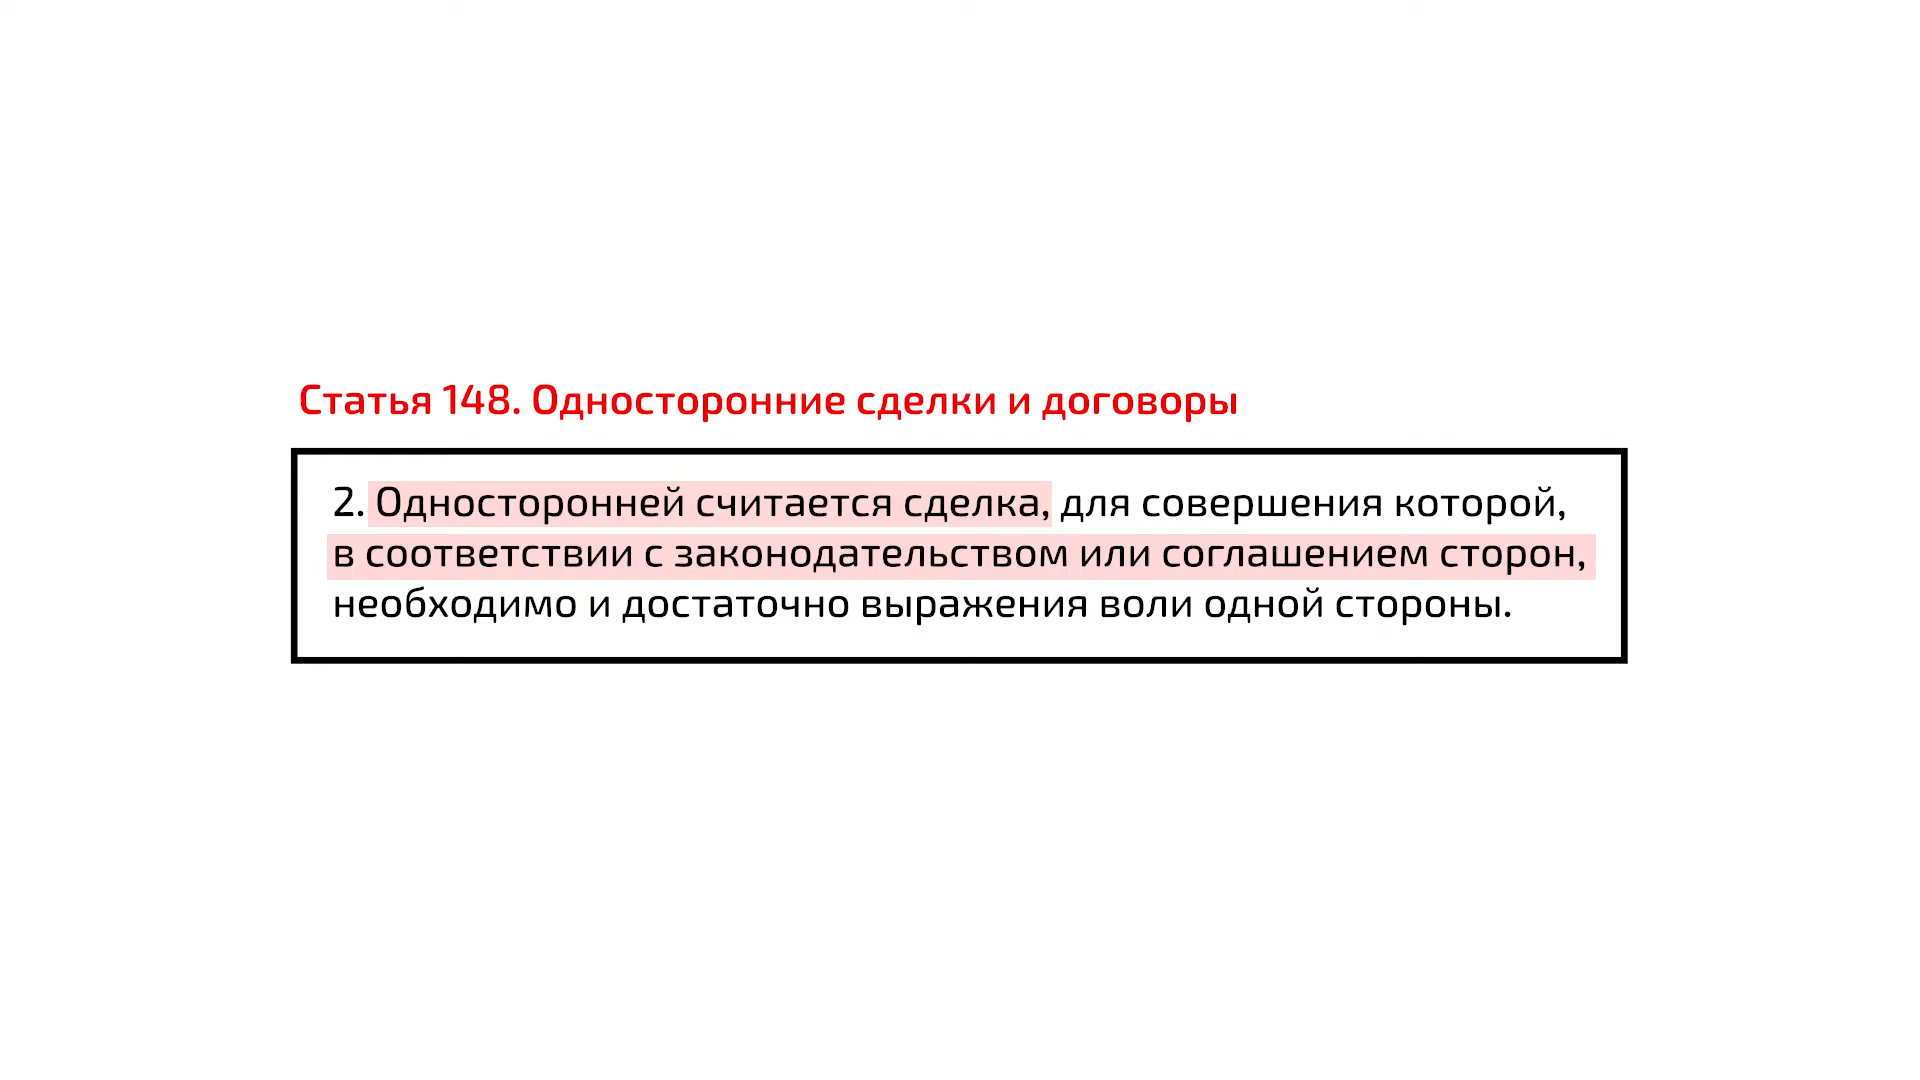 Статья 148. Односторонние сделки и договоры
2. Односторонней считается сделка, для совершения которой,
в соответствии с законодательством или соглашением сторон,
необходимо и достаточно выражения воли одной стороны.